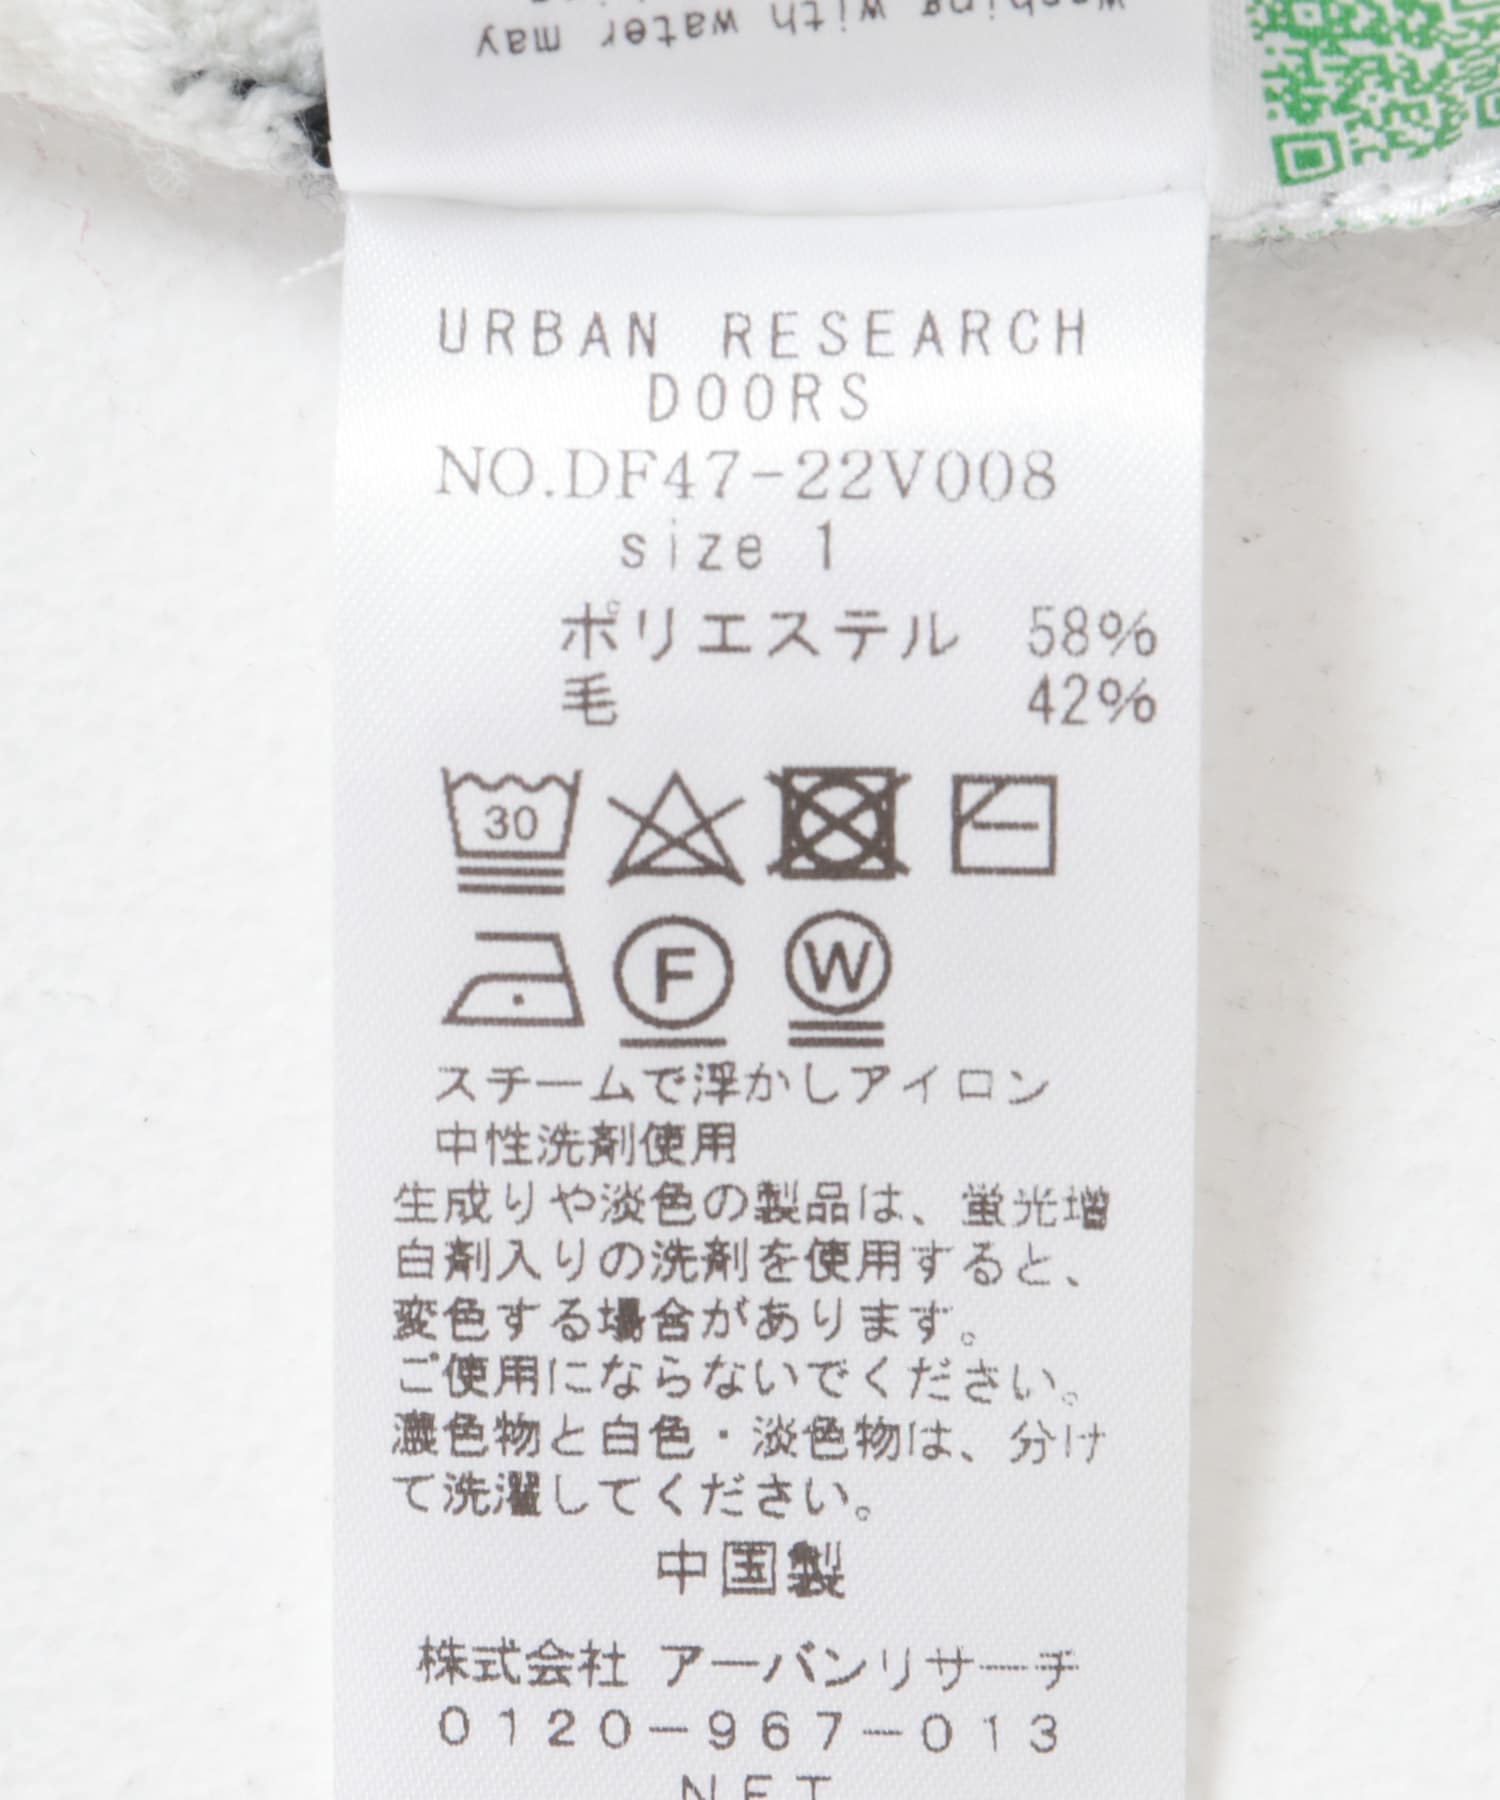 washing with water may
URBAN RESEARCH
DOORS
NO.DF47-22V008
size 1
ポリエステル 58%
毛 42%
30
F
W
スチームで浮かしアイロン
中性洗剤使用
生成りや淡色の製品は、蛍光増
白剤入りの洗剤を使用すると、
変色する場合があります。
ご使用にならないでください。
濃色物と白色・淡色物は、分け
て洗濯してください。
中国製
株式会社 アーバンリサーチ
0120-967-013
NET